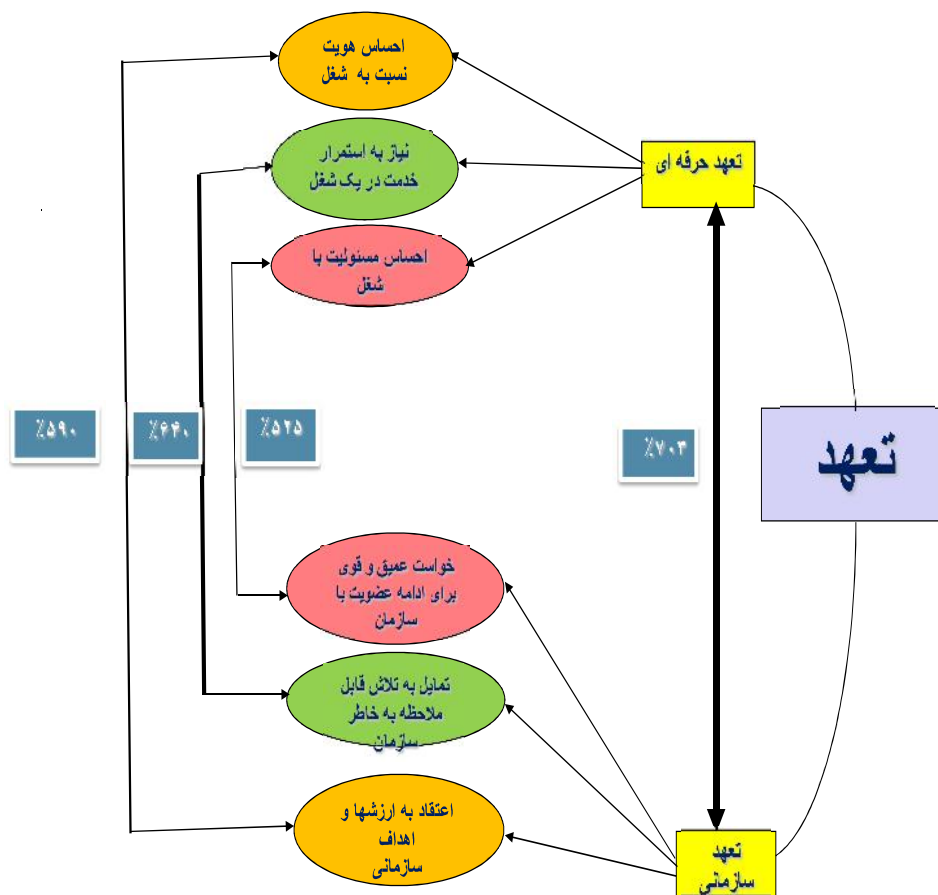 احساس هویت
نسبت به شغل
نیاز به استمرار
خدمت در یک شغل
احساس مسئولیت با
شغل
تعهد حرفه ای
٪۵۹۰
٪۶۴۰
٪۵۲۵
٪۷۰۳
تعهد
خواست عمیق و قوی
برای ادامه عضویت با
سازمان
تمایل به تلاش قابل
ملاحظه به خاطر
سازمان
اعتقاد به ارزشها و
اهداف
سازمانی
تعهد
سازمانی